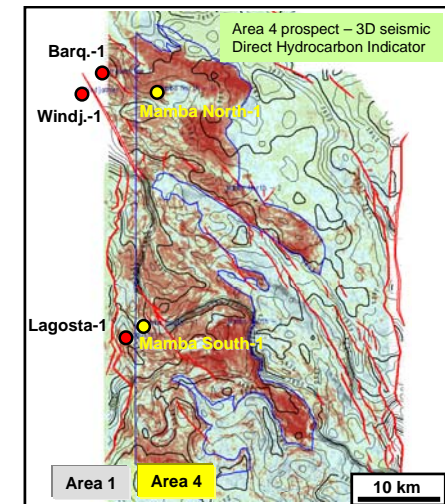 Area 4 prospect – 3D seismic
Direct Hydrocarbon Indicator
Barq.-1
Windj.-1
Mamba North-1
Lagosta-1
Mamba South-1
Area 1
Area 4
10 km